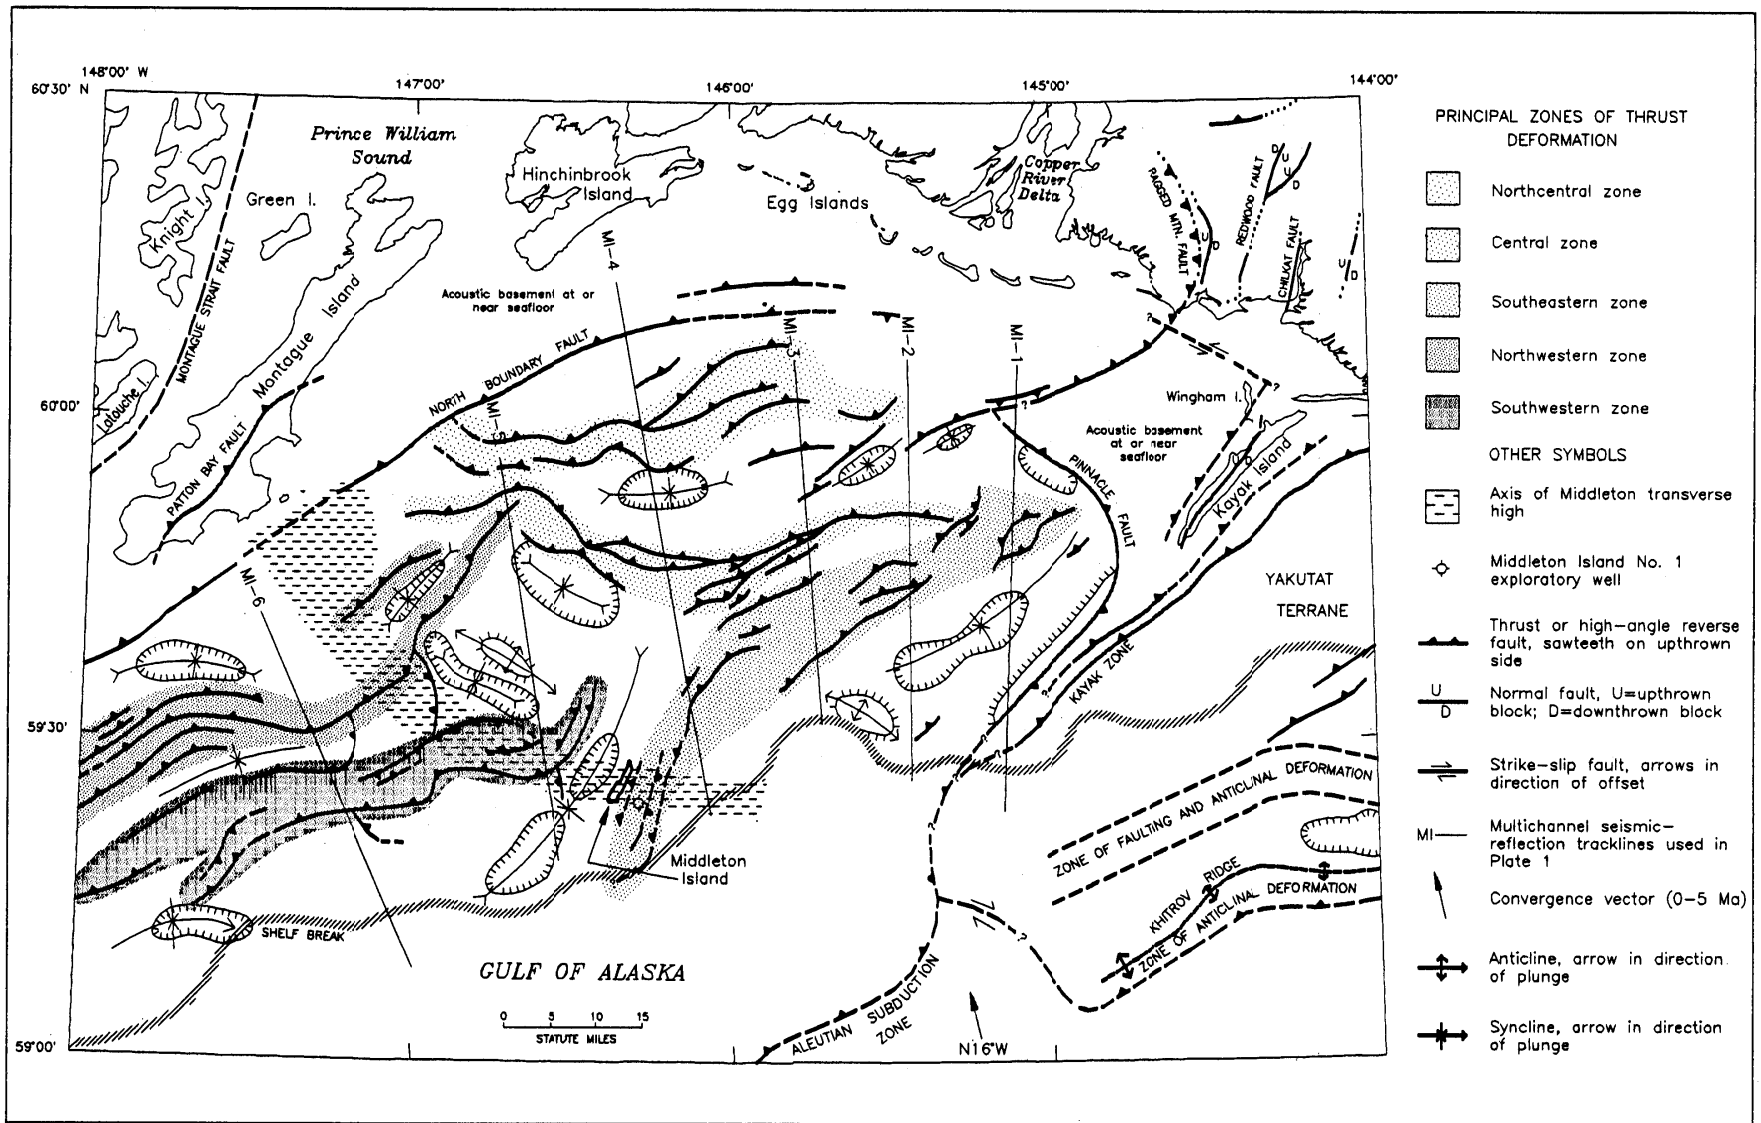 148°00' W
147°00'
146°00'
145°00'
144°00'
60°30' N
60°00'
59°30'
59°00'
Prince William
Sound
Green I.
Knight I.
Latouche I.
MONTAGUE STRAIT FAULT
Montague Island
PATTON BAY FAULT
Hinchinbrook
Island
Egg Islands
Copper
River
Delta
RAGGED MTN. FAULT
REDWOOD FAULT
CHILKAT FAULT
U
D
D
U
D
U
D
Acoustic basement at or
near seafloor
NORTH BOUNDARY FAULT
MI-4
MI-5
MI-3
MI-2
MI-1
MI-6
?
?
?
Wingham I.
Acoustic basement
at or near
seafloor
Kayak Island
U
D
PINNACLE FAULT
KAYAK ZONE
YAKUTAT
TERRANE
?
?
?
?
?
ZONE OF FAULTING AND ANTICLINAL DEFORMATION
KHITROV RIDGE
ZONE OF ANTICLINAL DEFORMATION
Middleton
Island
SHELF BREAK
GULF OF ALASKA
0 5 10 15
STATUTE MILES
ALEUTIAN SUBDUCTION
ZONE
N16°W
PRINCIPAL ZONES OF THRUST
DEFORMATION
Northcentral zone
Central zone
Southeastern zone
Northwestern zone
Southwestern zone
OTHER SYMBOLS
Axis of Middleton transverse
high
Middleton Island No. 1
exploratory well
Thrust or high-angle reverse
fault, sawteeth on upthrown
side
U
D
Normal fault, U=upthrown
block; D=downthrown block
Strike-slip fault, arrows in
direction of offset
MI
Multichannel seismic-
reflection tracklines used in
Plate 1
Convergence vector (0-5 Ma)
Anticline, arrow in direction
of plunge
Syncline, arrow in direction
of plunge